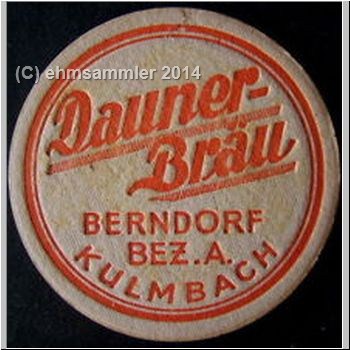 (C) ehmsammler 2014
Dauner-
Bräu
BERNDORF
BEZ.A.
KULMBACH